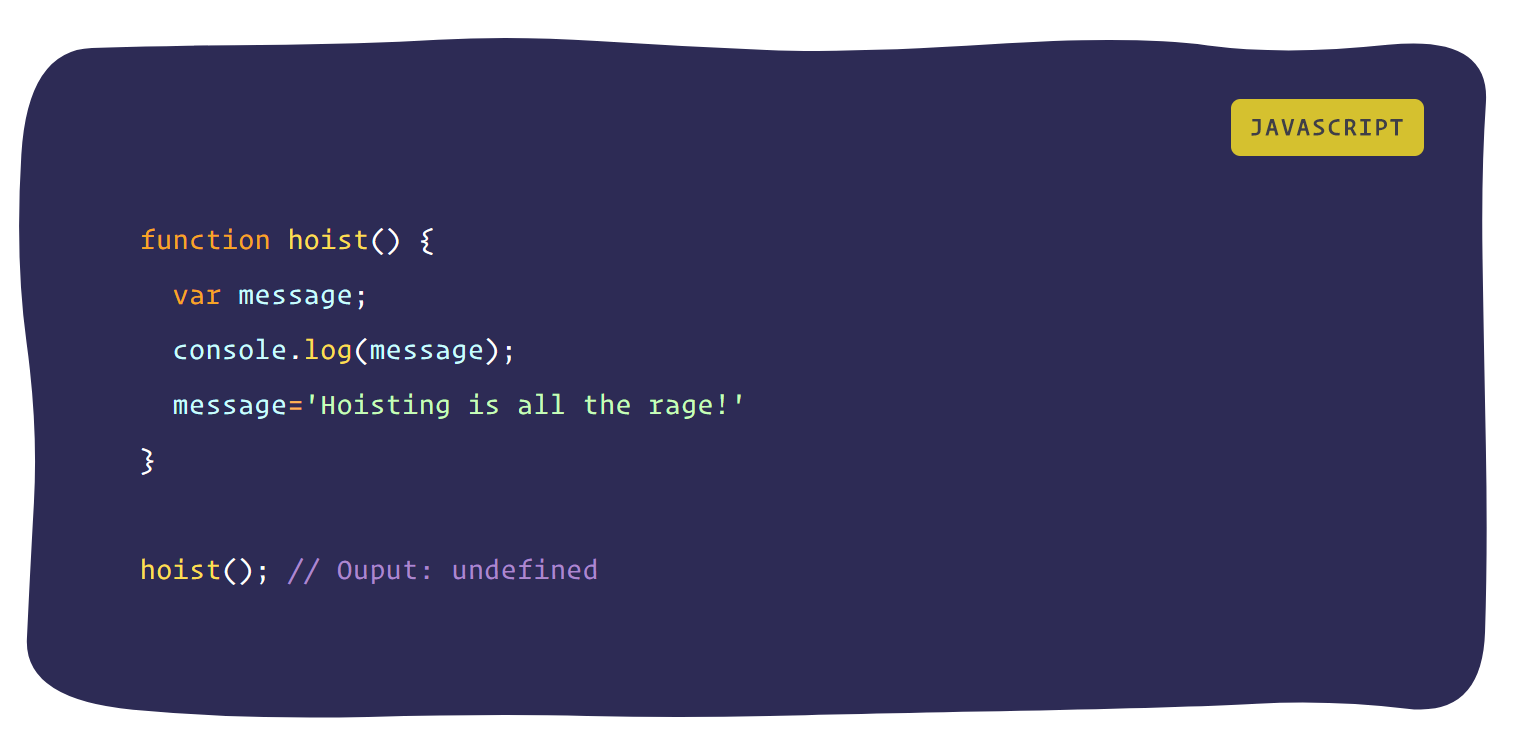 JAVASCRIPT
function hoist() {
  var message;
  console.log(message);
  message='Hoisting is all the rage!'
}
hoist(); // Ouput: undefined